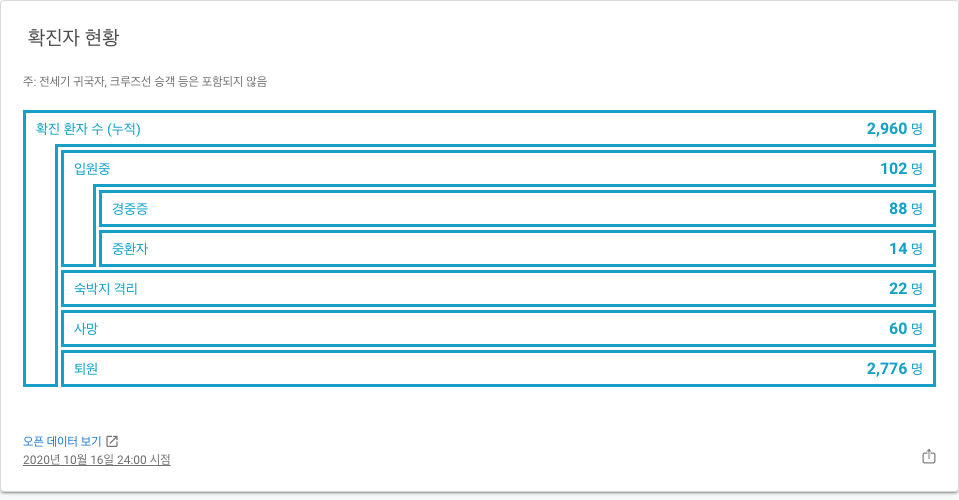 확진자 현황
주: 전세기 귀국자, 크루즈선 승객 등은 포함되지 않음
확진 환자 수 (누적) 2,960 명
입원중 102 명
경중증 88 명
중환자 14 명
숙박지 격리 22 명
사망 60 명
퇴원 2,776 명
오픈 데이터 보기
2020년 10월 16일 24:00 시점